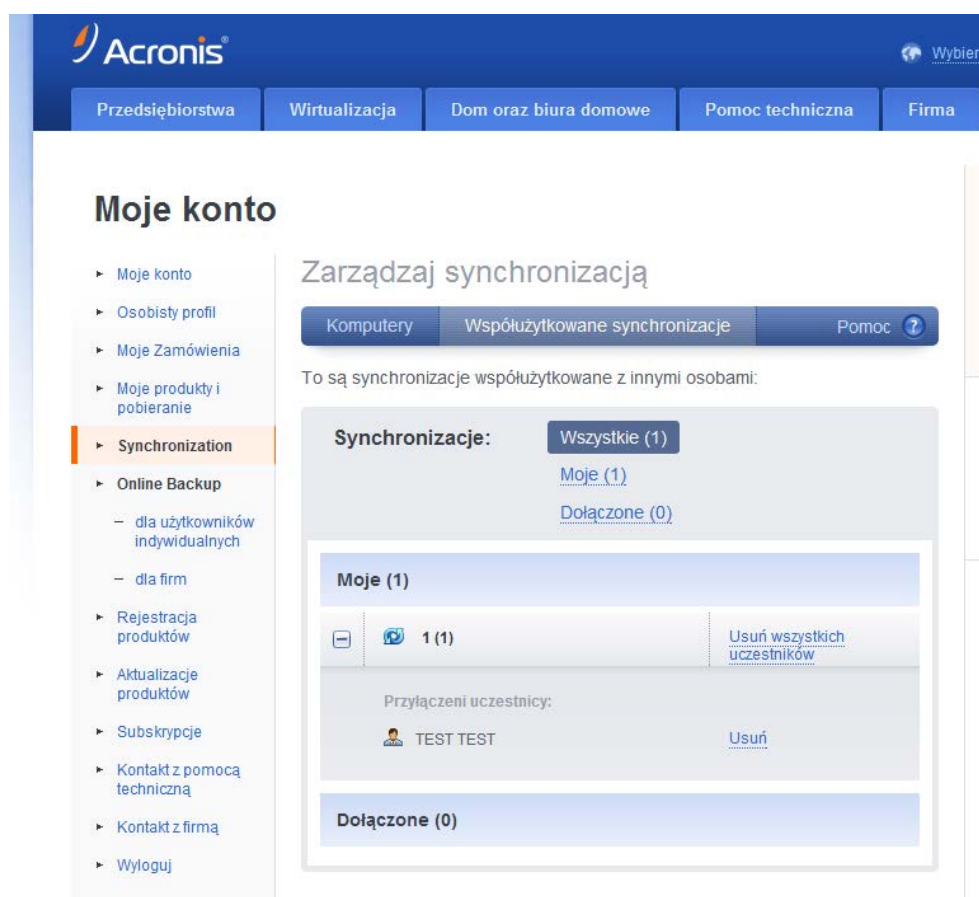 Acronis®
Wybier
Przedsiębiorstwa
Wirtualizacja
Dom oraz biura domowe
Pomoc techniczna
Firma
Moje konto
Moje konto
Osobisty profil
Moje Zamówienia
Moje produkty i
pobieranie
Synchronization
Online Backup
– dla użytkowników
indywidualnych
– dla firm
Rejestracja
produktów
Aktualizacje
produktów
Subskrypcje
Kontakt z pomocą
techniczną
Kontakt z firmą
Wyloguj
Zarządzaj synchronizacją
Komputery
Współużytkowane synchronizacje
Pomoc ?
To są synchronizacje współużytkowane z innymi osobami:
Synchronizacje:
Wszystkie (1)
Moje (1)
Dołączone (0)
Moje (1)
1 (1)
Usuń wszystkich
uczestników
Przyłączeni uczestnicy:
TEST TEST
Usuń
Dołączone (0)